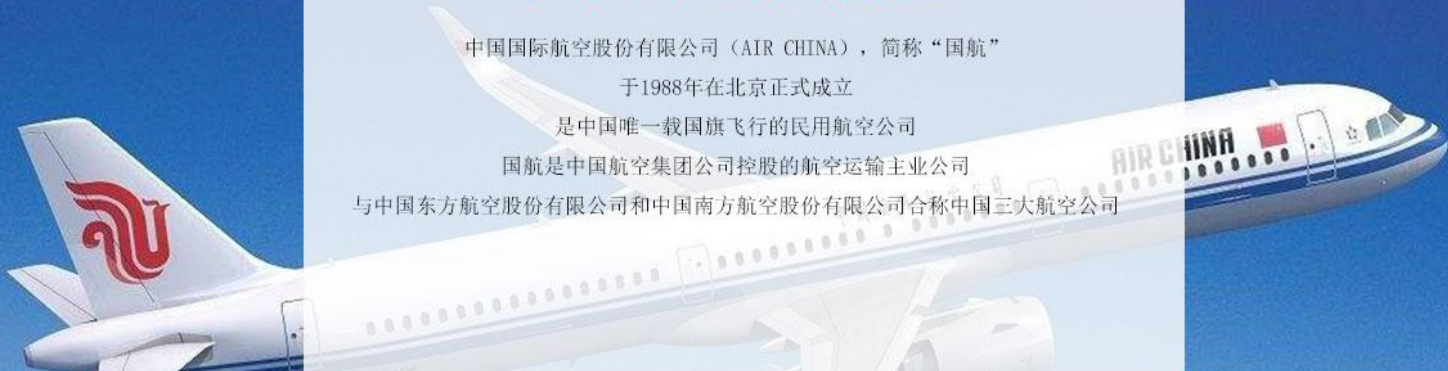 中国国际航空股份有限公司（AIR CHINA），简称“国航”
于1988年在北京正式成立
是中国唯一载国旗飞行的民用航空公司
国航是中国航空集团公司控股的航空运输主业公司
与中国东方航空股份有限公司和中国南方航空股份有限公司合称中国三大航空公司
AIR CHINA